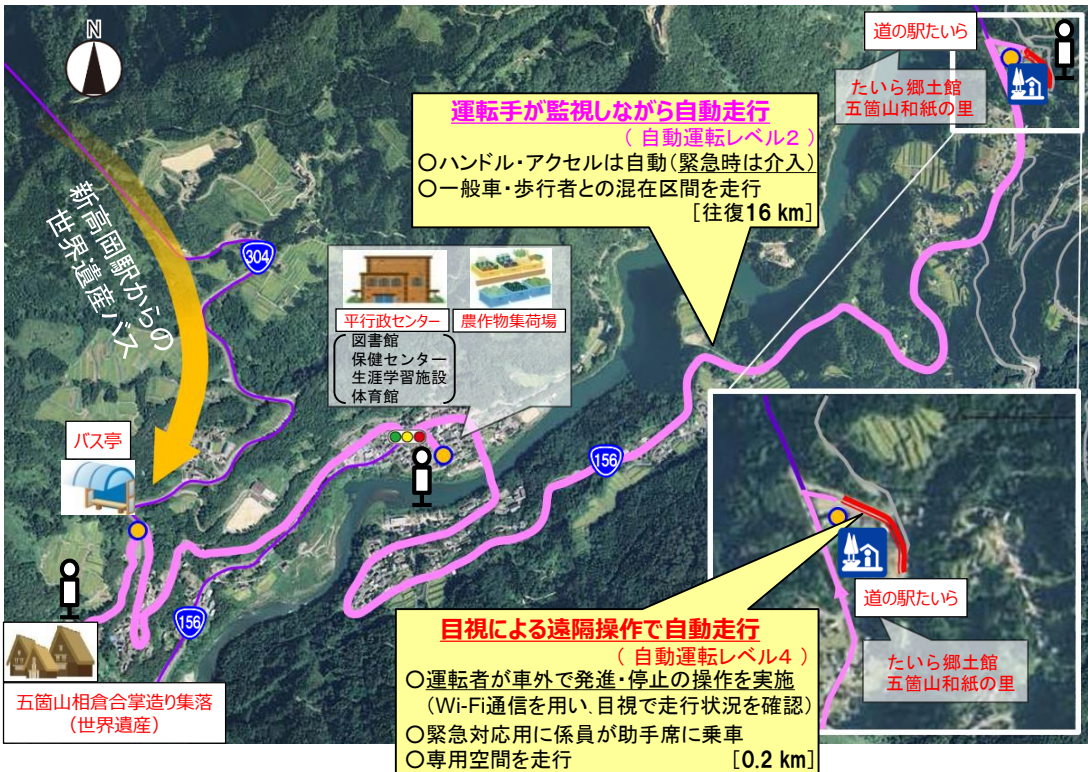 N
道の駅たいら
たいら郷土館
五箇山和紙の里
運転手が監視しながら自動走行
(自動運転レベル2)
○ハンドル・アクセルは自動(緊急時は介入)
○一般車・歩行者との混在区間を走行
[往復16 km]
新高岡駅からの
世界遺産バス
304
平行政センター
農作物集荷場
図書館
保健センター
生涯学習施設
体育館
バス亭
156
156
五箇山相倉合掌造り集落
(世界遺産)
目視による遠隔操作で自動走行
(自動運転レベル4)
○運転者が車外で発進・停止の操作を実施
(Wi-Fi通信を用い、目視で走行状況を確認)
○緊急対応用に係員が助手席に乗車
○専用空間を走行 [0.2 km]
道の駅たいら
たいら郷土館
五箇山和紙の里